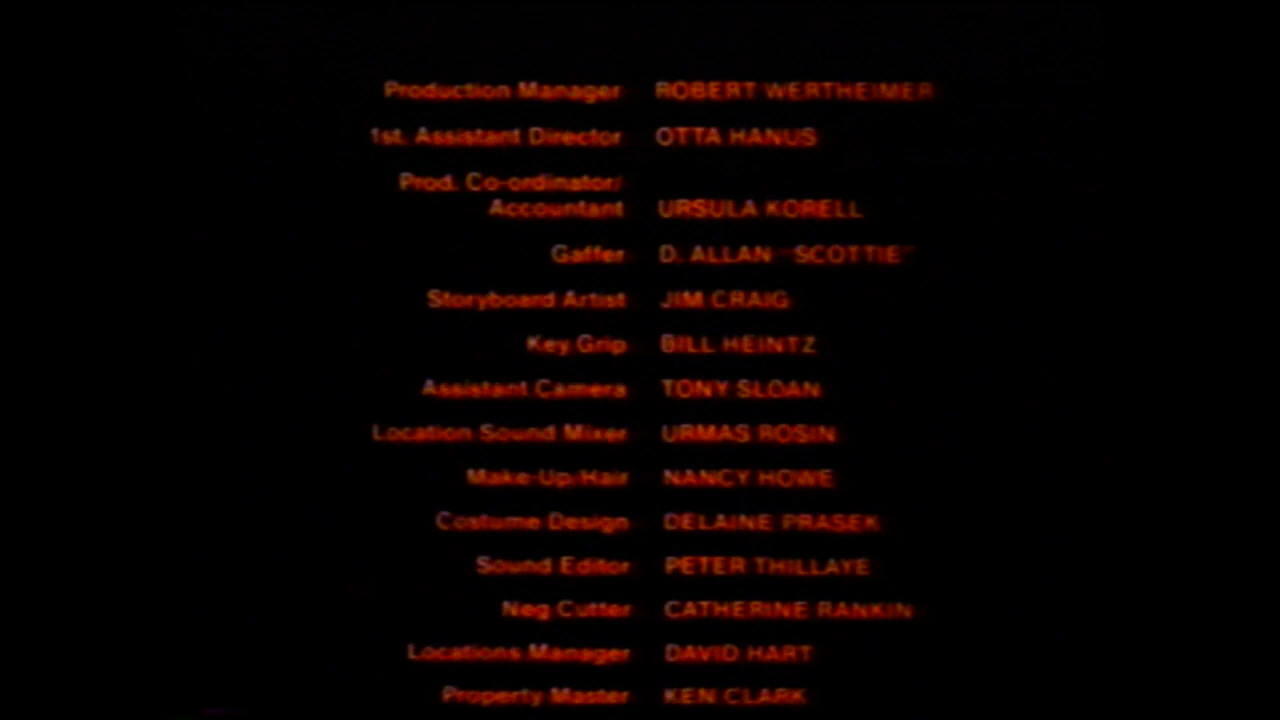 Production Manager ROBERT WERTHEIMER
1st. Assistant Director OTTA HANUS
Prod. Co-ordinator/
Accountant URSULA KORELL
Gaffer D. ALLAN "SCOTTIE"
Storyboard Artist JIM CRAIG
Key Grip BILL HEINTZ
Assistant Camera TONY SLOAN
Location Sound Mixer URMAS ROSIN
Make-Up/Hair NANCY HOWE
Costume Design DELAINE PRASEK
Sound Editor PETER THILLAYE
Neg Cutter CATHERINE RANKIN
Locations Manager DAVID HART
Property Master KEN CLARK